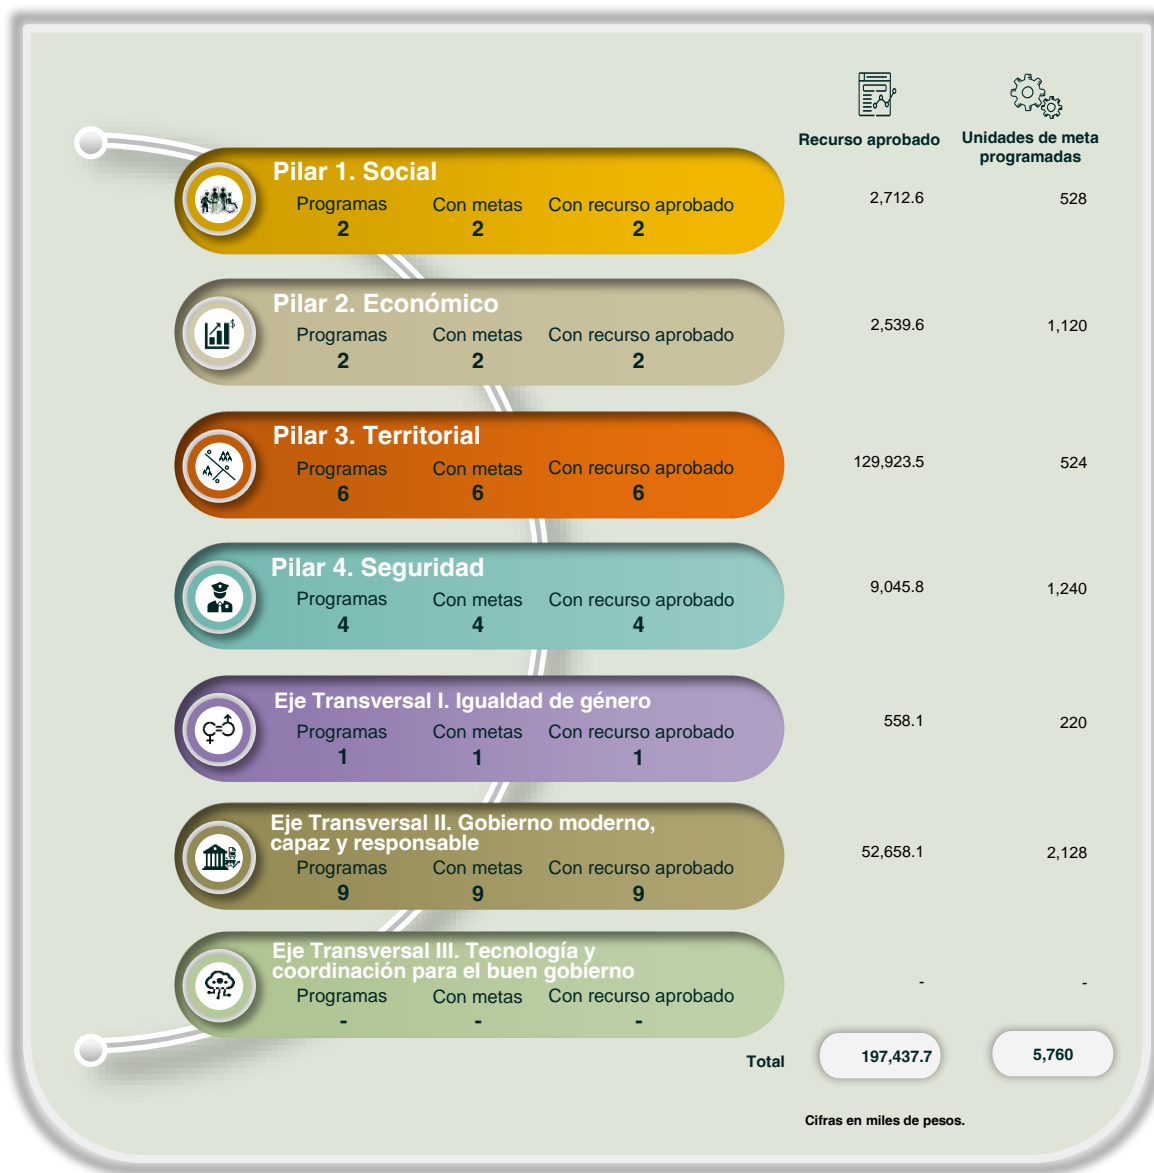 Recurso aprobado
Unidades de meta
programadas
Pilar 1. Social
Programas Con metas Con recurso aprobado
2 2 2
2,712.6 528
Pilar 2. Económico
Programas Con metas Con recurso aprobado
2 2 2
2,539.6 1,120
Pilar 3. Territorial
Programas Con metas Con recurso aprobado
6 6 6
129,923.5 524
Pilar 4. Seguridad
Programas Con metas Con recurso aprobado
4 4 4
9,045.8 1,240
Eje Transversal I. Igualdad de género
Programas Con metas Con recurso aprobado
1 1 1
558.1 220
Eje Transversal II. Gobierno moderno,
capaz y responsable
Programas Con metas Con recurso aprobado
9 9 9
52,658.1 2,128
Eje Transversal III. Tecnología y
coordinación para el buen gobierno
Programas Con metas Con recurso aprobado
- - -
- -
Total 197,437.7 5,760
Cifras en miles de pesos.